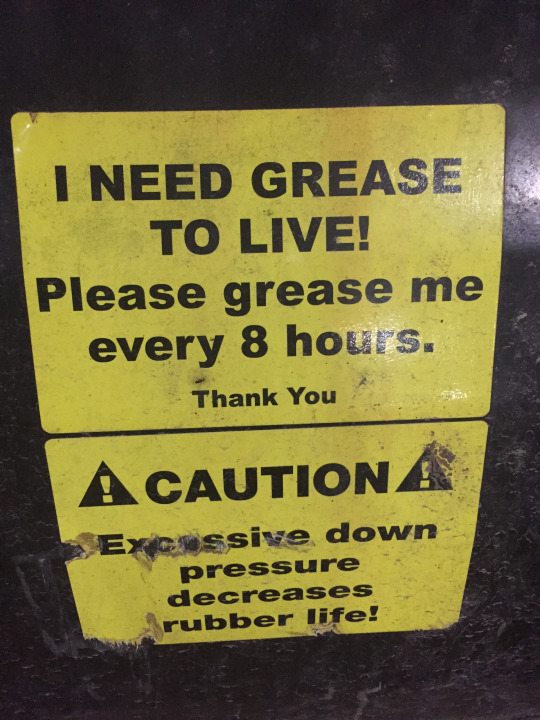 I NEED GREASE
TO LIVE!
Please grease me
every 8 hours.
Thank You
CAUTION
Excessive down
pressure
decreases
rubber life!